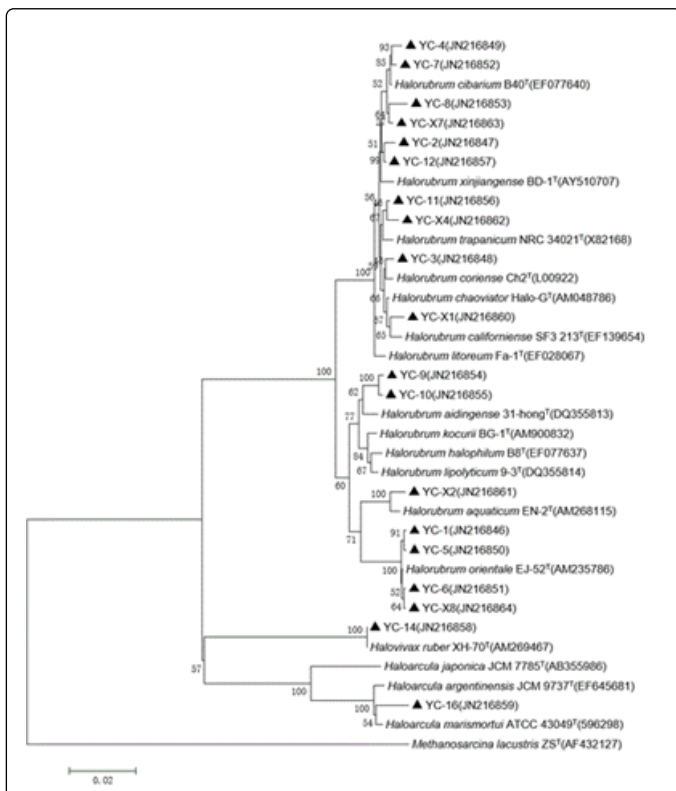 YC-4(JN216849)
93
YC-7(JN216852)
55
Halorubrum cibarium B40ᵀ(EF077640)
52
YC-8(JN216853)
YC-X7(JN216863)
YC-2(JN216847)
51
YC-12(JN216857)
99
Halorubrum xinjiangense BD-1ᵀ(AY510707)
YC-11(JN216856)
56
YC-X4(JN216862)
67
Halorubrum trapanicum NRC 34021ᵀ(X82168)
YC-3(JN216848)
100
Halorubrum coriense Ch2ᵀ(L00922)
Halorubrum chaoviator Halo-Gᵀ(AM048786)
66
YC-X1(JN216860)
57
Halorubrum californiense SF3 213ᵀ(EF139654)
65
Halorubrum litoreum Fa-1ᵀ(EF028067)
100
YC-9(JN216854)
100
YC-10(JN216855)
62
Halorubrum aidingense 31-hongᵀ(DQ355813)
77
Halorubrum kocurii BG-1ᵀ(AM900832)
Halorubrum halophilum B8ᵀ(EF077637)
94
Halorubrum lipolyticum 9-3ᵀ(DQ355814)
67
60
YC-X2(JN216861)
100
Halorubrum aquaticum EN-2ᵀ(AM268115)
YC-1(JN216846)
91
71
YC-5(JN216850)
Halorubrum orientale EJ-52ᵀ(AM235786)
100
YC-6(JN216851)
52
YC-X8(JN216864)
64
YC-14(JN216858)
100
Halovivax ruber XH-70ᵀ(AM269467)
57
Haloarcula japonica JCM 7785ᵀ(AB355986)
100
Haloarcula argentinensis JCM 9737ᵀ(EF645681)
YC-16(JN216859)
100
Haloarcula marismortui ATCC 43049ᵀ(596298)
54
Methanosarcina lacustris ZSᵀ(AF432127)
0.02